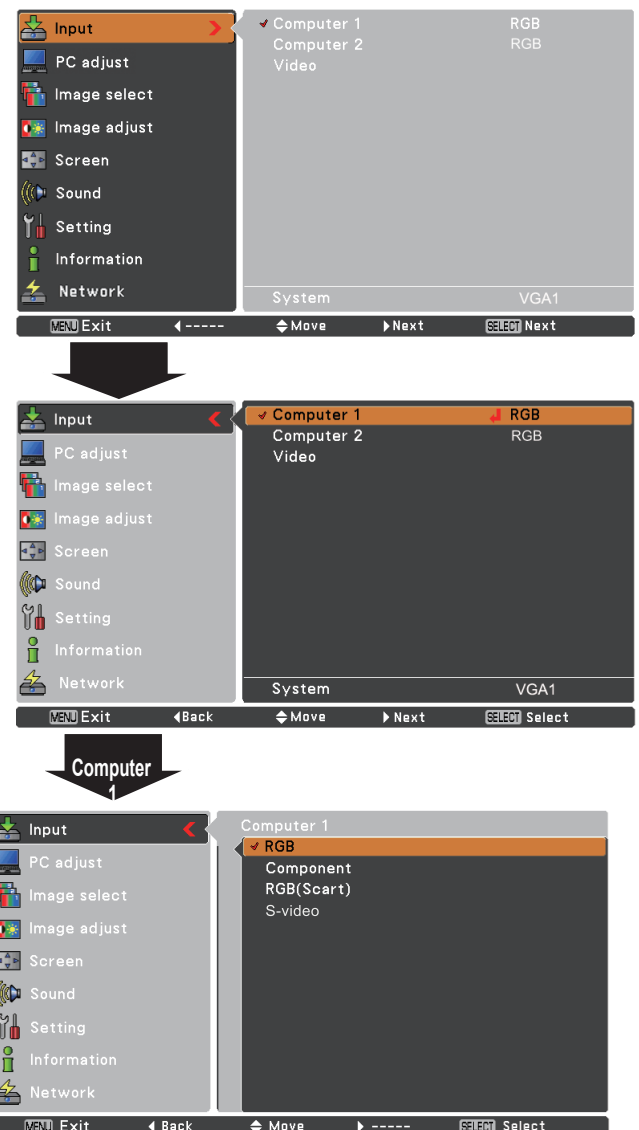 Input
PC adjust
Image select
Image adjust
Screen
Sound
Setting
Information
Network
Computer 1 RGB
Computer 2 RGB
Video
System VGA1
MENU Exit ----- Move Next SELECT Next
Input
PC adjust
Image select
Image adjust
Screen
Sound
Setting
Information
Network
Computer 1 RGB
Computer 2 RGB
Video
System VGA1
MENU Exit Back Move Next SELECT Select
Computer
1
Input
PC adjust
Image select
Image adjust
Screen
Sound
Setting
Information
Network
Computer 1
RGB
Component
RGB(Scart)
S-video
MENU Exit Back Move ----- SELECT Select